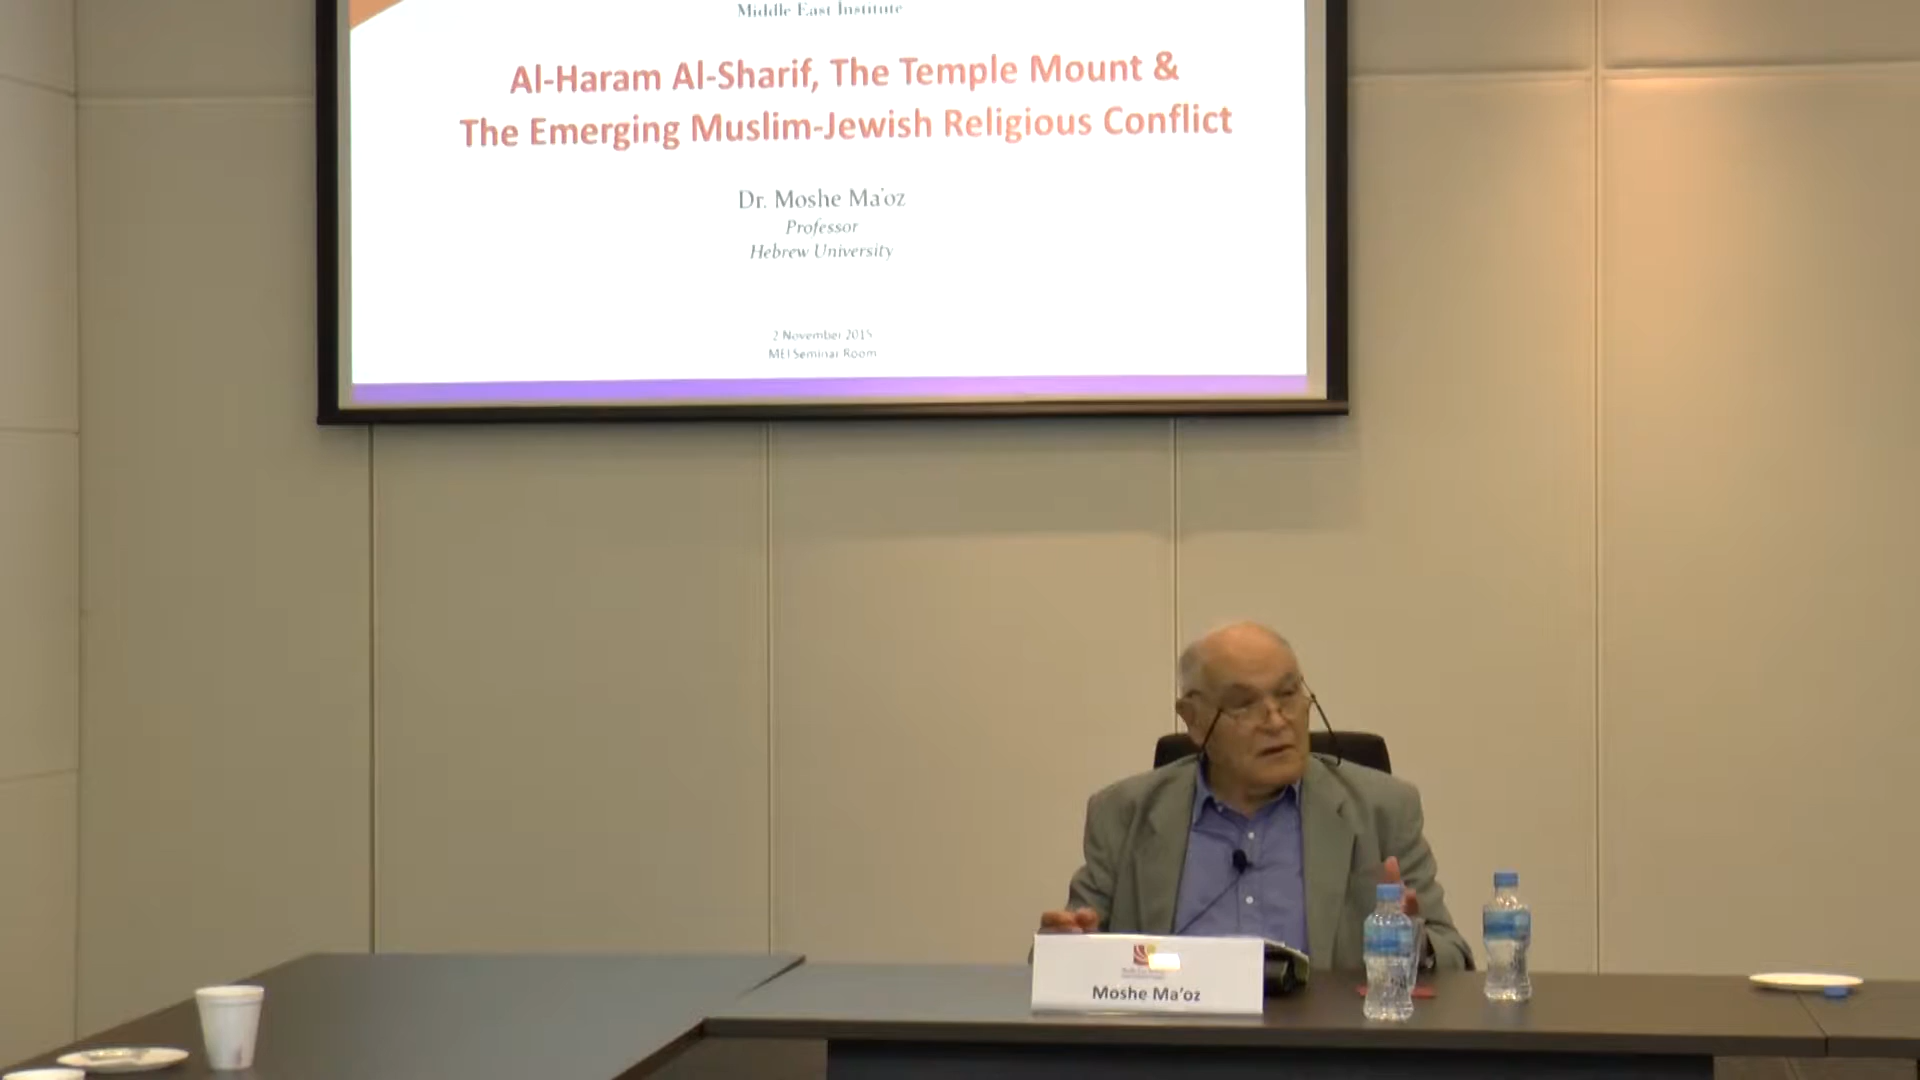 Middle East Institute
Al-Haram Al-Sharif, The Temple Mount &
The Emerging Muslim-Jewish Religious Conflict
Dr. Moshe Ma'oz
Professor
Hebrew University
2 November 2015
MEI Seminar Room
Moshe Ma'oz